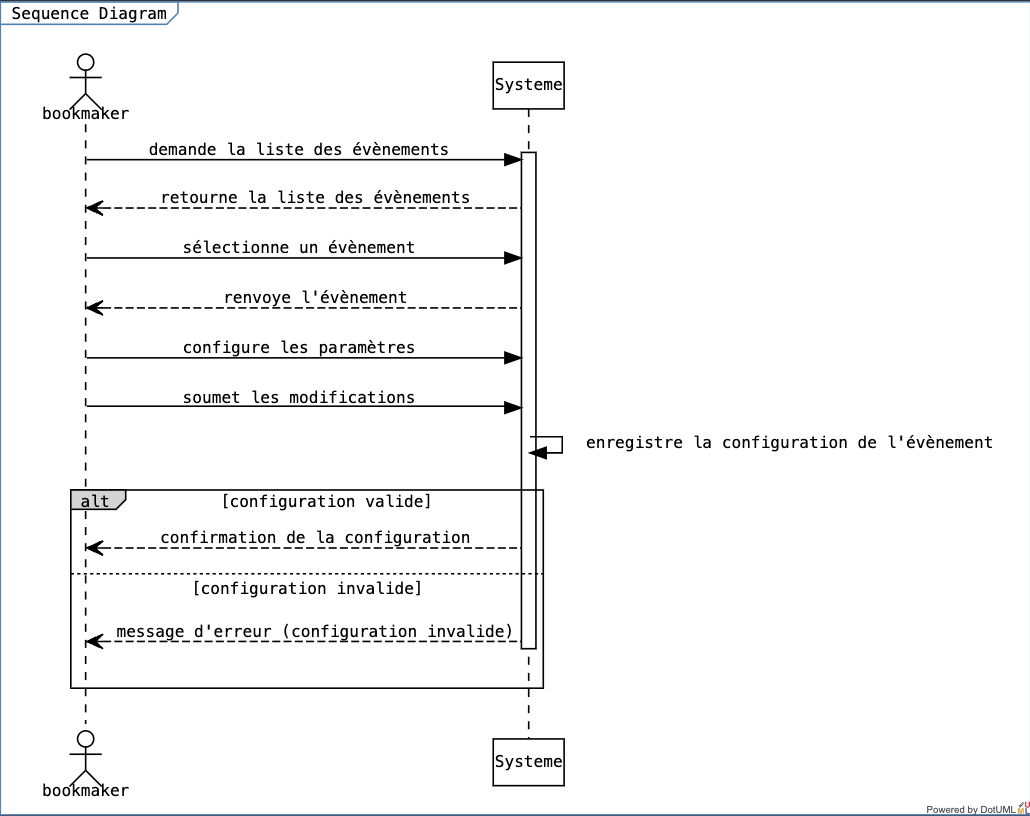 Sequence Diagram
bookmaker
Systeme
demande la liste des évènements
retourne la liste des évènements
sélectionne un évènement
renvoye l'évènement
configure les paramètres
soumet les modifications
enregistre la configuration de l'évènement
alt
[configuration valide]
confirmation de la configuration
[configuration invalide]
message d'erreur (configuration invalide)
bookmaker
Systeme
Powered by DotUML